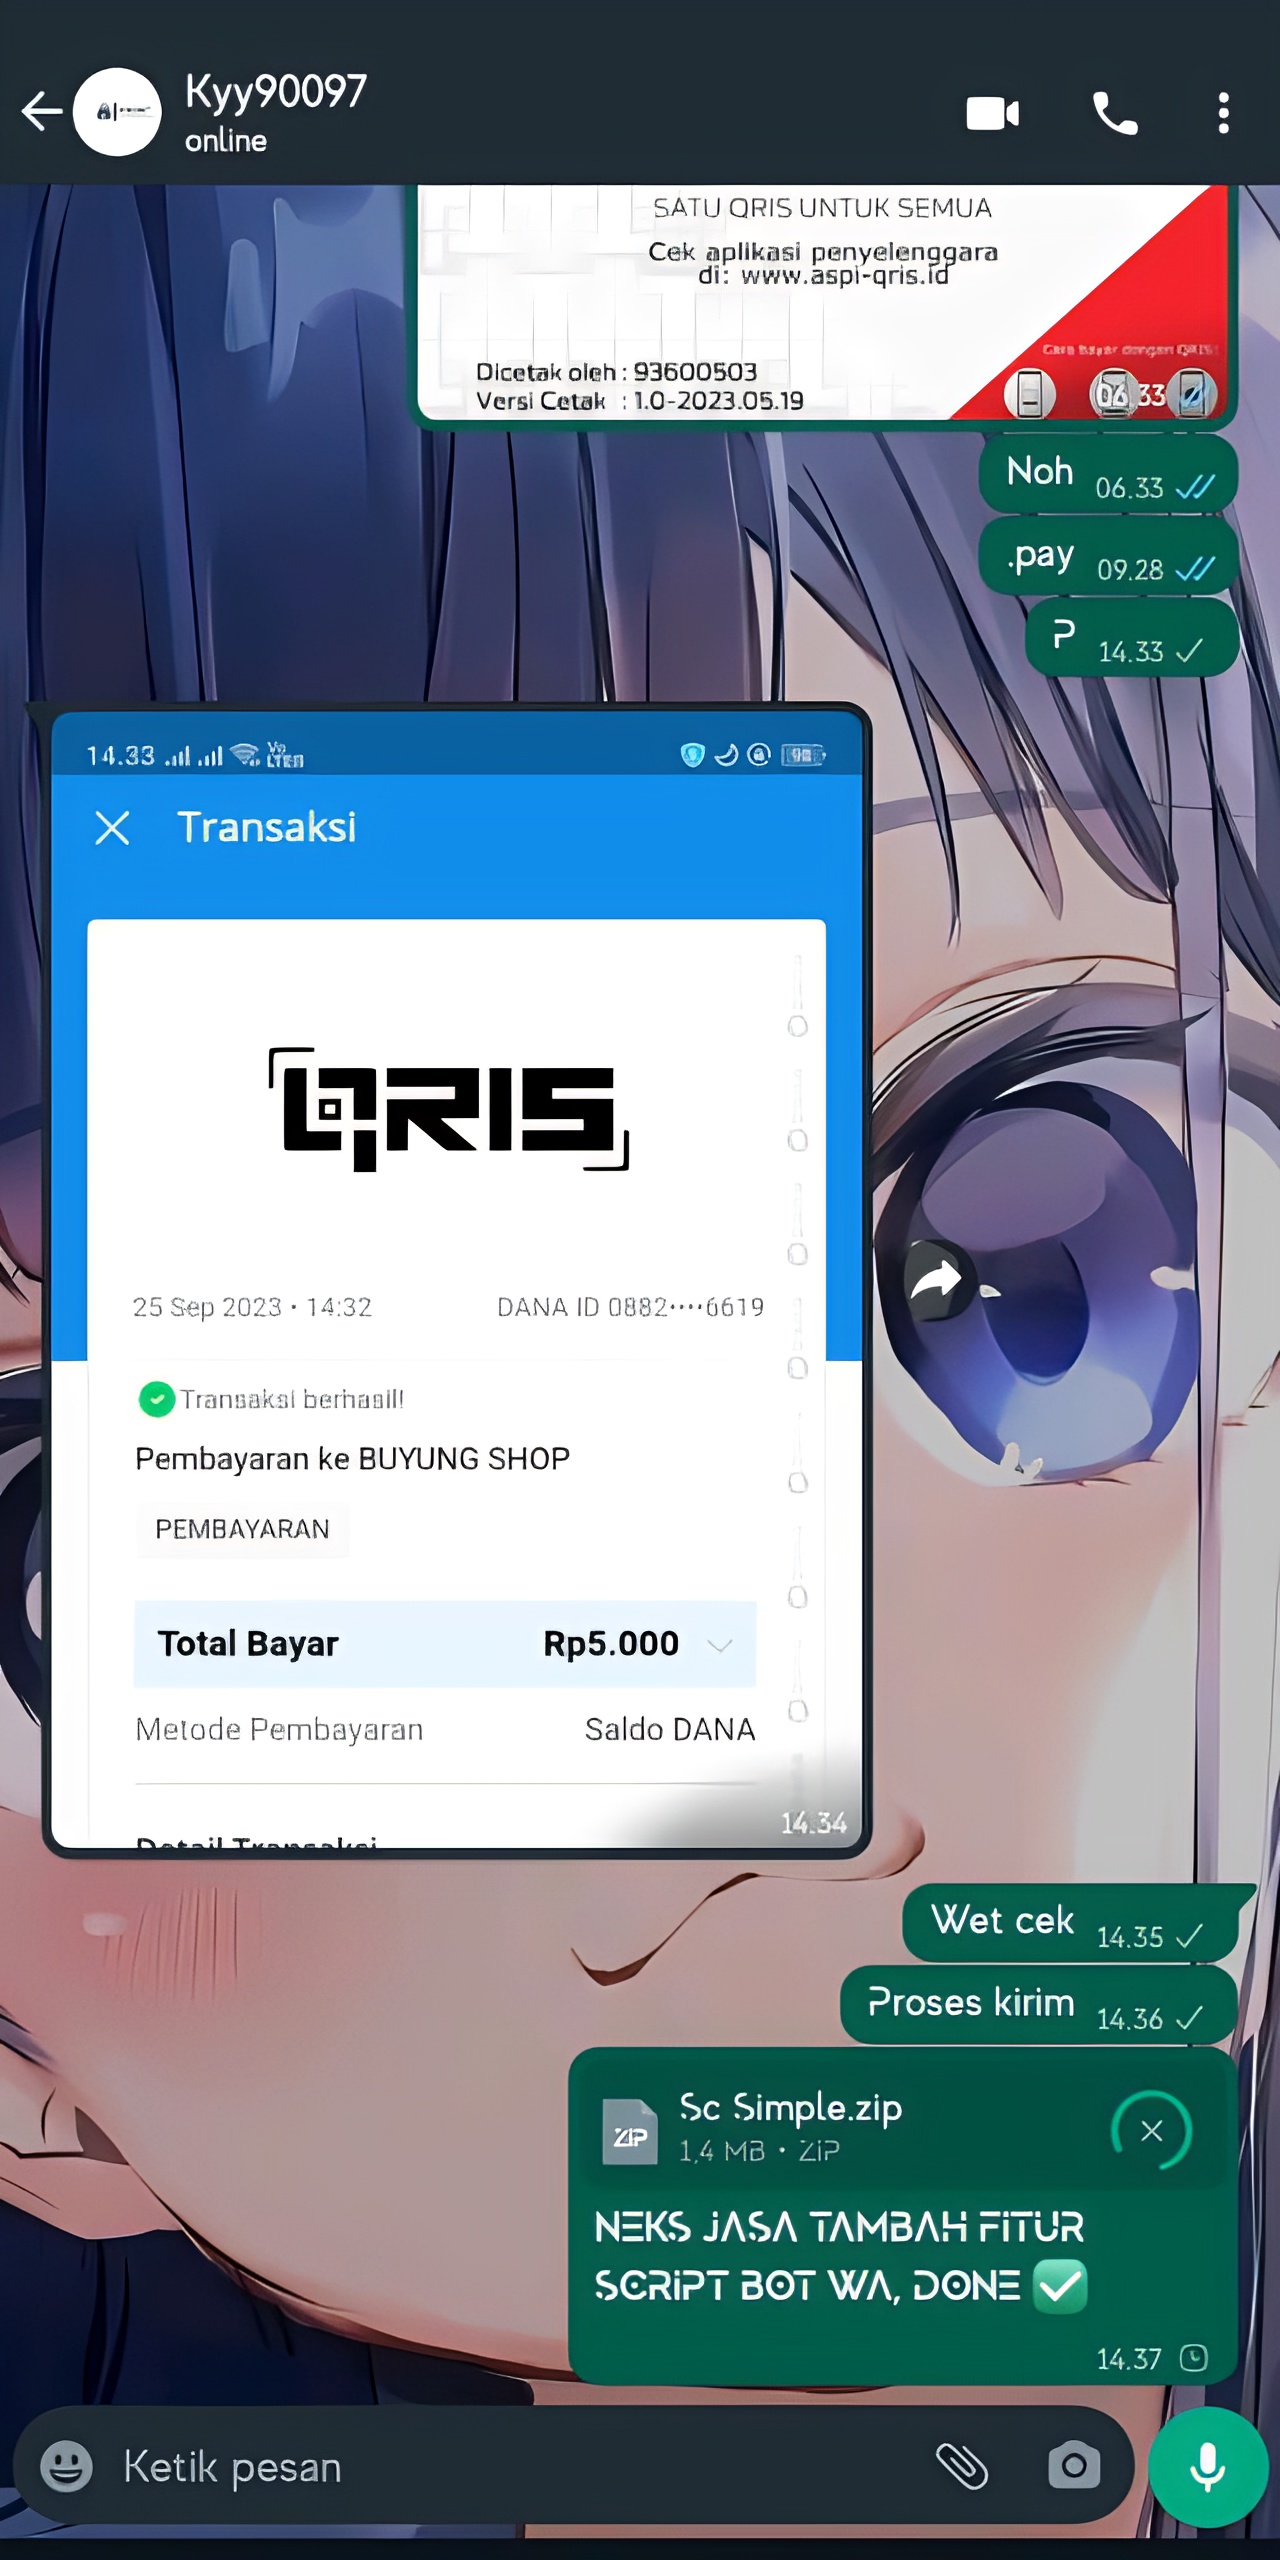 Kyy90097
online
SATU QRIS UNTUK SEMUA
Cek aplikasi penyelenggara
di: www.aspi-qris.id
Cara bayar dengan QRIS
Dicetak oleh : 93600503
Versi Cetak : 1.0-2023.05.19
06.33
Noh 06.33
.pay 09.28
P 14.33
14.33
Transaksi
QRIS
25 Sep 2023 • 14:32 DANA ID 0882••••6619
Transaksi berhasil!
Pembayaran ke BUYUNG SHOP
PEMBAYARAN
Total Bayar Rp5.000
Metode Pembayaran Saldo DANA
Detail Transaksi
14.34
Wet cek 14.35
Proses kirim 14.36
Sc Simple.zip
ZIP
1,4 MB • ZIP
NEKS JASA TAMBAH FITUR
SCRIPT BOT WA, DONE ✅
14.37
Ketik pesan